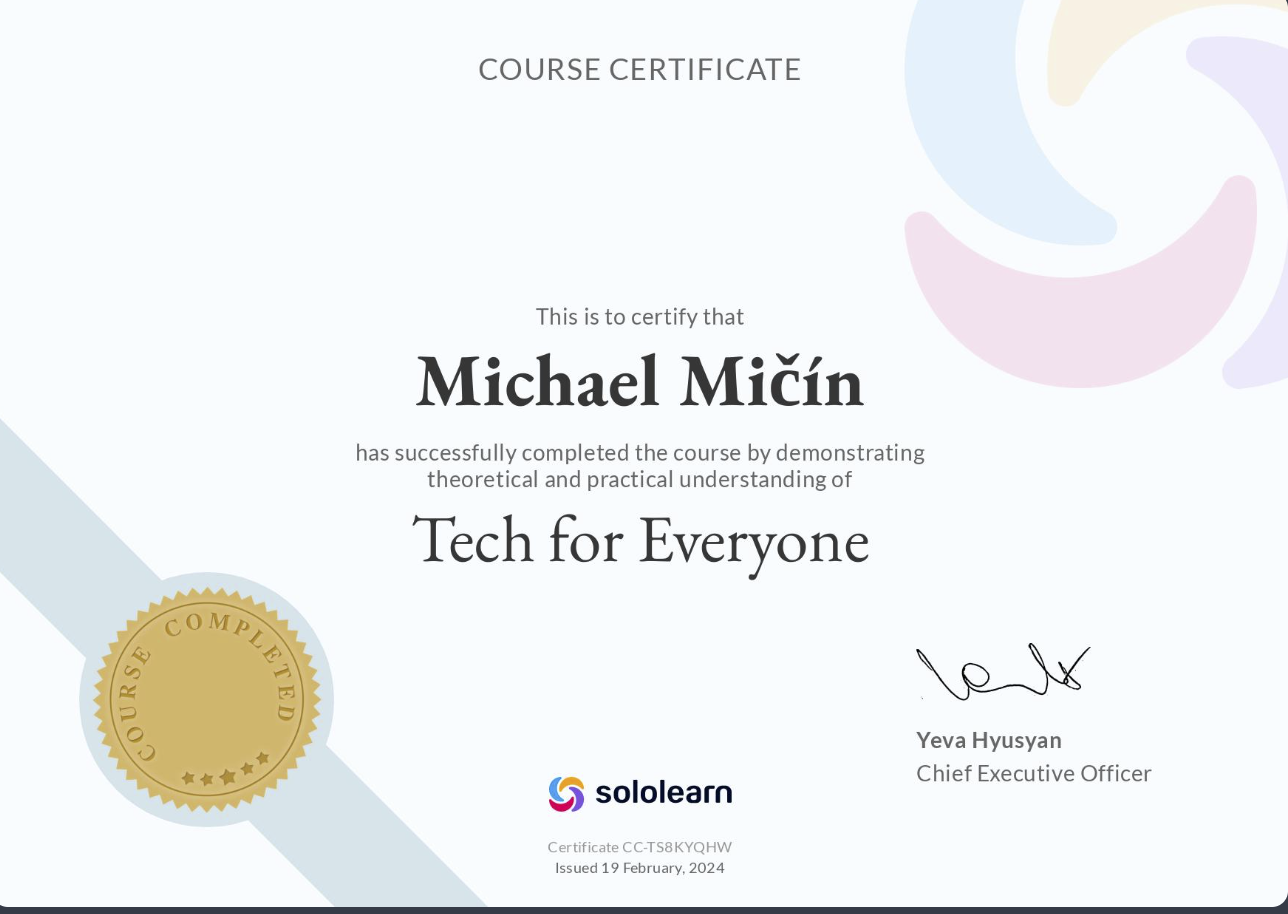 COURSE CERTIFICATE
This is to certify that
Michael Mičín
has successfully completed the course by demonstrating
theoretical and practical understanding of
Tech for Everyone
COURSE COMPLETED
Yeva Hyusyan
Chief Executive Officer
sololearn
Certificate CC-TS8KYQHW
Issued 19 February, 2024